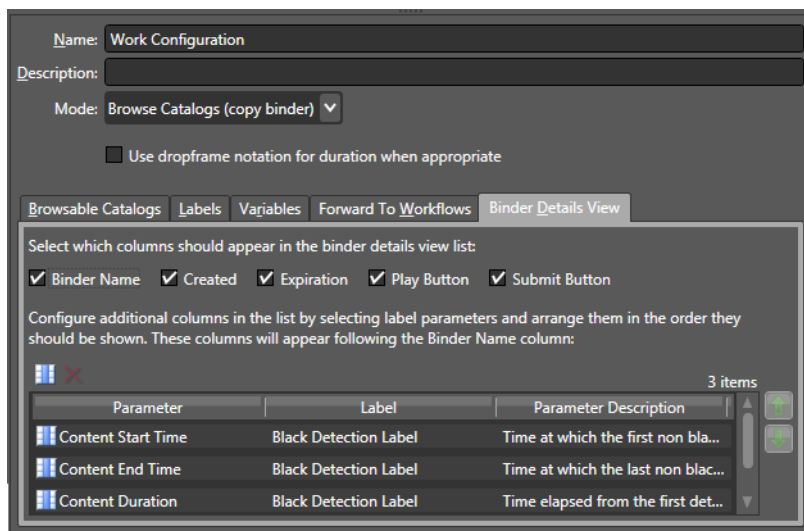 Name: Work Configuration
Description:
Mode: Browse Catalogs (copy binder)
Use dropframe notation for duration when appropriate
Browsable Catalogs Labels Variables Forward To Workflows Binder Details View
Select which columns should appear in the binder details view list:
Binder Name Created Expiration Play Button Submit Button
Configure additional columns in the list by selecting label parameters and arrange them in the order they
should be shown. These columns will appear following the Binder Name column:
3 items
Parameter Label Parameter Description
Content Start Time Black Detection Label Time at which the first non bla...
Content End Time Black Detection Label Time at which the last non blac...
Content Duration Black Detection Label Time elapsed from the first det...